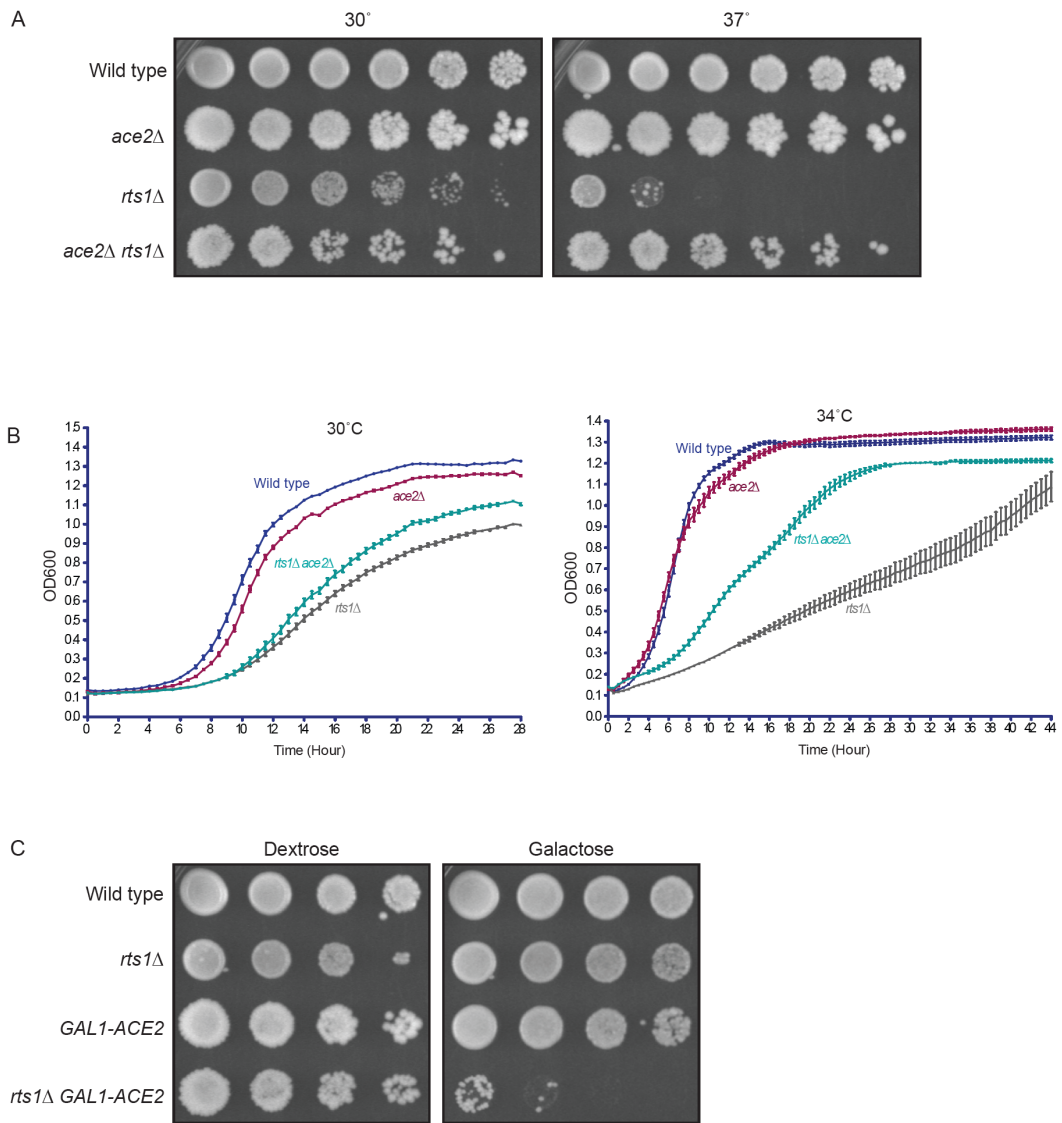 A
30˚
37˚
Wild type
ace2Δ
rts1Δ
ace2Δ rts1Δ
B
30˚C
1.5
1.4
1.3
1.2
1.1
1.0
0.9
0.8
0.7
0.6
0.5
0.4
0.3
0.2
0.1
0.0
OD600
Wild type
ace2Δ
rts1Δ ace2Δ
rts1Δ
0 2 4 6 8 10 12 14 16 18 20 22 24 26 28
Time (Hour)
34˚C
1.4
1.3
1.2
1.1
1.0
0.9
0.8
0.7
0.6
0.5
0.4
0.3
0.2
0.1
0.0
OD600
Wild type
ace2Δ
rts1Δ ace2Δ
rts1Δ
0 2 4 6 8 10 12 14 16 18 20 22 24 26 28 30 32 34 36 38 40 42 44
Time (Hour)
C
Dextrose
Galactose
Wild type
rts1Δ
GAL1-ACE2
rts1Δ GAL1-ACE2